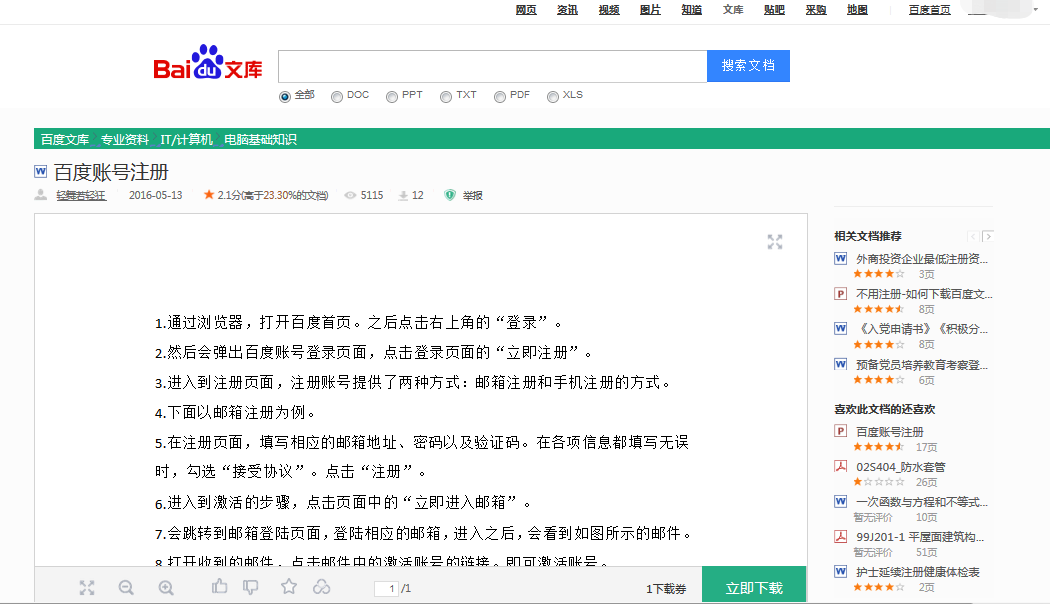 网页 资讯 视频 图片 知道 文库 贴吧 采购 地图 百度首页
Bai du 文库 搜索文档
全部 DOC PPT TXT PDF XLS
百度文库 专业资料 IT/计算机 电脑基础知识
百度账号注册
轻舞若轻狂 2016-05-13 2.1分(高于23.30%的文档) 5115 12 举报
1.通过浏览器，打开百度首页。之后点击右上角的“登录”。
2.然后会弹出百度账号登录页面，点击登录页面的“立即注册”。
3.进入到注册页面，注册账号提供了两种方式：邮箱注册和手机注册的方式。
4.下面以邮箱注册为例。
5.在注册页面，填写相应的邮箱地址、密码以及验证码。在各项信息都填写无误
时，勾选“接受协议”。点击“注册”。
6.进入到激活的步骤，点击页面中的“立即进入邮箱”。
7.会跳转到邮箱登陆页面，登陆相应的邮箱，进入之后，会看到如图所示的邮件。
8.打开收到的邮件，点击邮件中的激活账号的链接。即可激活账号。
1 /1 1下载券 立即下载
相关文档推荐
W 外商投资企业最低注册资...
3页
P 不用注册-如何下载百度文...
8页
W 《入党申请书》《积极分...
8页
W 预备党员培养教育考察登...
6页
喜欢此文档的还喜欢
P 百度账号注册
17页
02S404_防水套管
26页
W 一次函数与方程和不等式...
暂无评价 10页
99J201-1 平屋面建筑构...
暂无评价 51页
W 护士延续注册健康体检表
2页